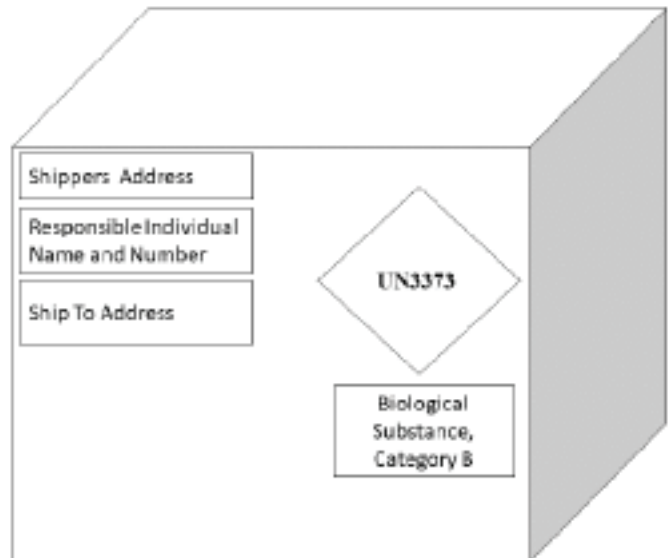 Shippers Address
Responsible Individual
Name and Number
Ship To Address
UN3373
Biological
Substance,
Category B